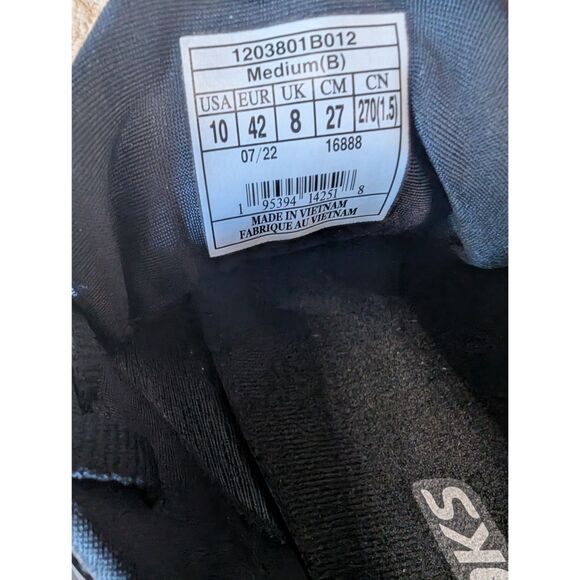 1203801B012
Medium(B)
USA EUR UK CM CN
10 42 8 27 270(1.5)
07/22 16888
1 95394 14251 8
MADE IN VIETNAM
FABRIQUE AU VIETNAM
OKS